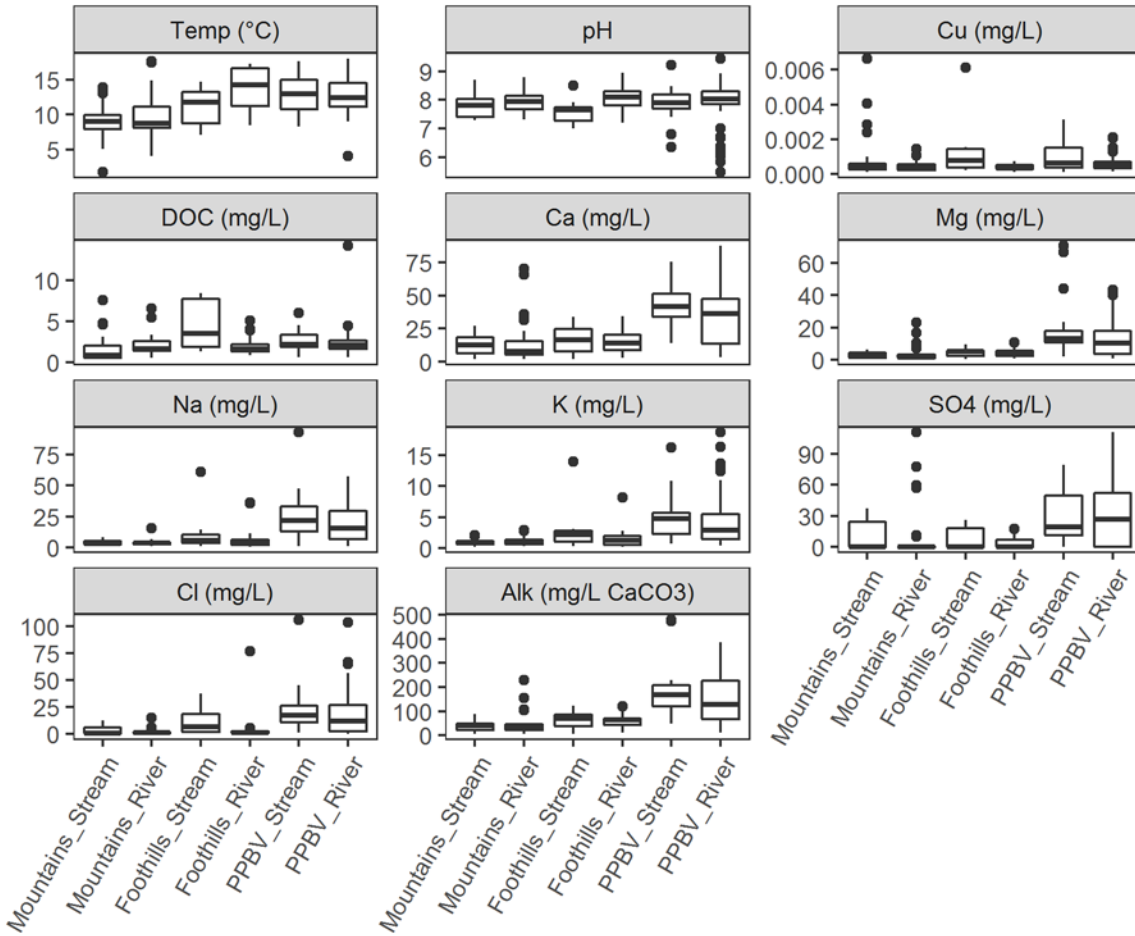 Temp (°C)
pH
Cu (mg/L)
15
10
5
9
8
7
6
0.006
0.004
0.002
0.000
DOC (mg/L)
Ca (mg/L)
Mg (mg/L)
10
5
0
75
50
25
0
60
40
20
0
Na (mg/L)
K (mg/L)
SO4 (mg/L)
75
50
25
0
15
10
5
0
90
60
30
0
Cl (mg/L)
Alk (mg/L CaCO3)
100
75
50
25
0
500
400
300
200
100
0
Mountains_Stream
Mountains_River
Foothills_Stream
Foothills_River
PPBV_Stream
PPBV_River
Mountains_Stream
Mountains_River
Foothills_Stream
Foothills_River
PPBV_Stream
PPBV_River
Mountains_Stream
Mountains_River
Foothills_Stream
Foothills_River
PPBV_Stream
PPBV_River